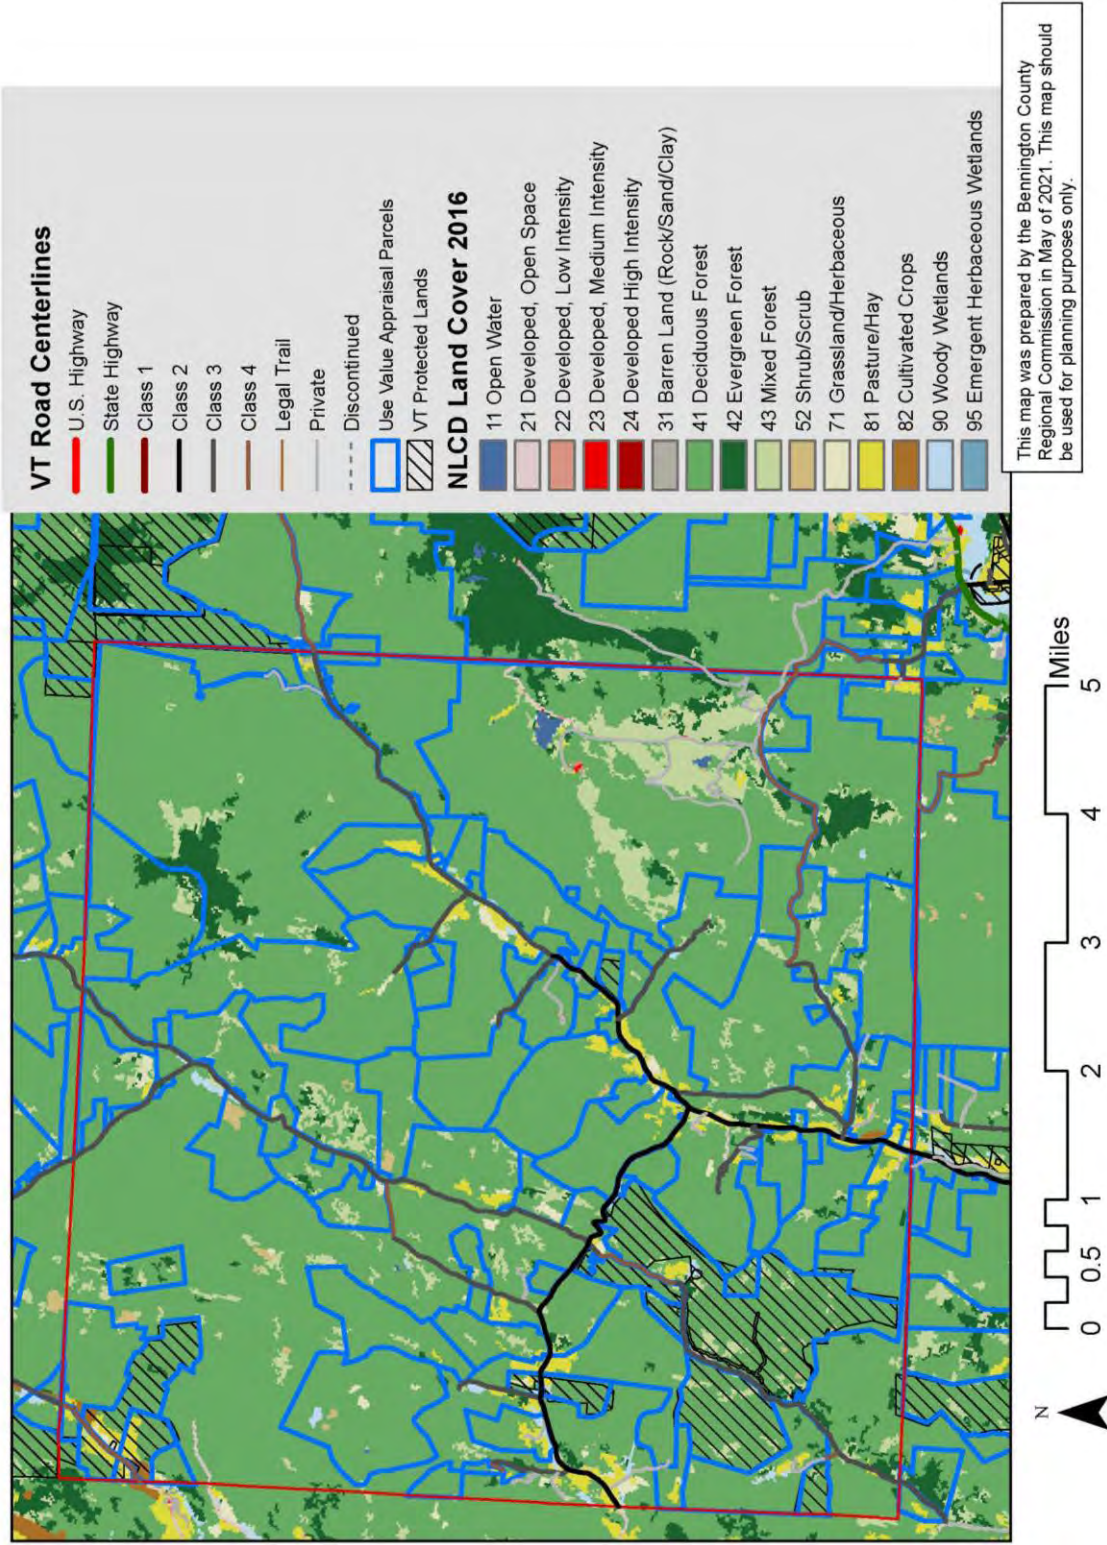 VT Road Centerlines
U.S. Highway
State Highway
Class 1
Class 2
Class 3
Class 4
Legal Trail
Private
Discontinued
Use Value Appraisal Parcels
VT Protected Lands
NLCD Land Cover 2016
11 Open Water
21 Developed, Open Space
22 Developed, Low Intensity
23 Developed, Medium Intensity
24 Developed High Intensity
31 Barren Land (Rock/Sand/Clay)
41 Deciduous Forest
42 Evergreen Forest
43 Mixed Forest
52 Shrub/Scrub
71 Grassland/Herbaceous
81 Pasture/Hay
82 Cultivated Crops
90 Woody Wetlands
95 Emergent Herbaceous Wetlands
This map was prepared by the Bennington County
Regional Commission in May of 2021. This map should
be used for planning purposes only.
N
0 0.5 1 2 3 4 5
Miles